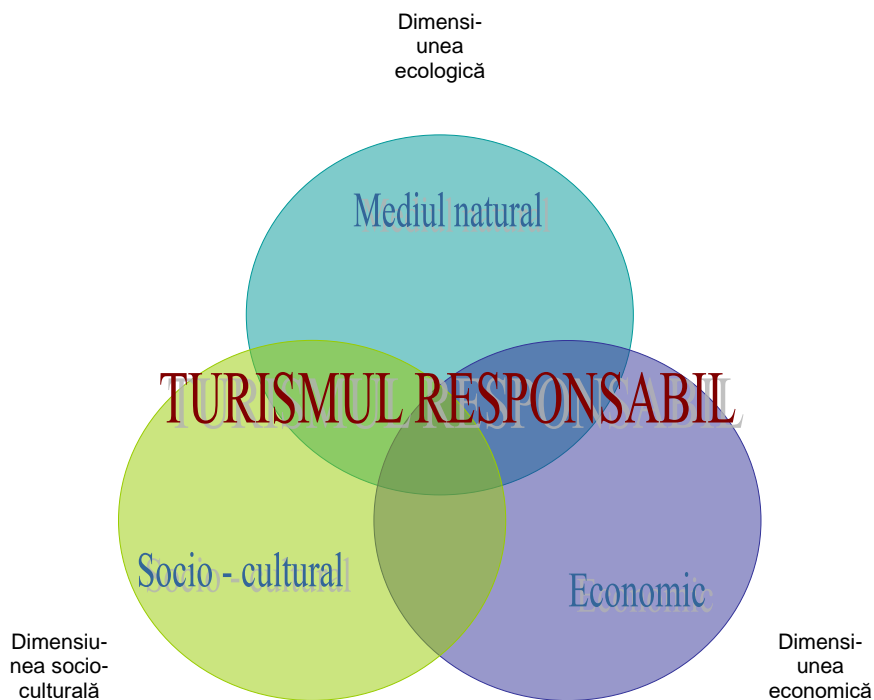 Dimensi-
unea
ecologică
Mediul natural
TURISMUL RESPONSABIL
Socio - cultural
Economic
Dimensiu-
nea socio-
culturală
Dimensi-
unea
economică